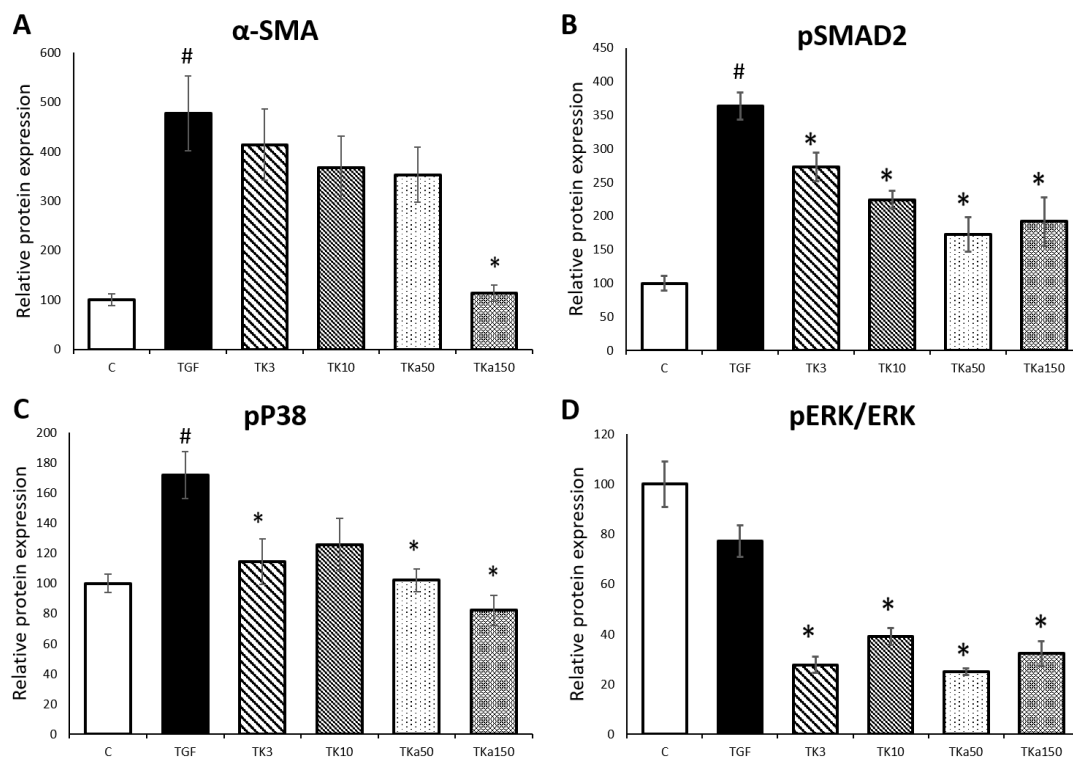 A
α-SMA
Relative protein expression
600
500
400
300
200
100
0
#
*
C TGF TK3 TK10 TKa50 TKa150
B
pSMAD2
Relative protein expression
450
400
350
300
250
200
150
100
50
0
#
* * * *
C TGF TK3 TK10 TKa50 TKa150
C
pP38
Relative protein expression
200
180
160
140
120
100
80
60
40
20
0
#
* * *
C TGF TK3 TK10 TKa50 TKa150
D
pERK/ERK
Relative protein expression
120
100
80
60
40
20
0
* * * *
C TGF TK3 TK10 TKa50 TKa150